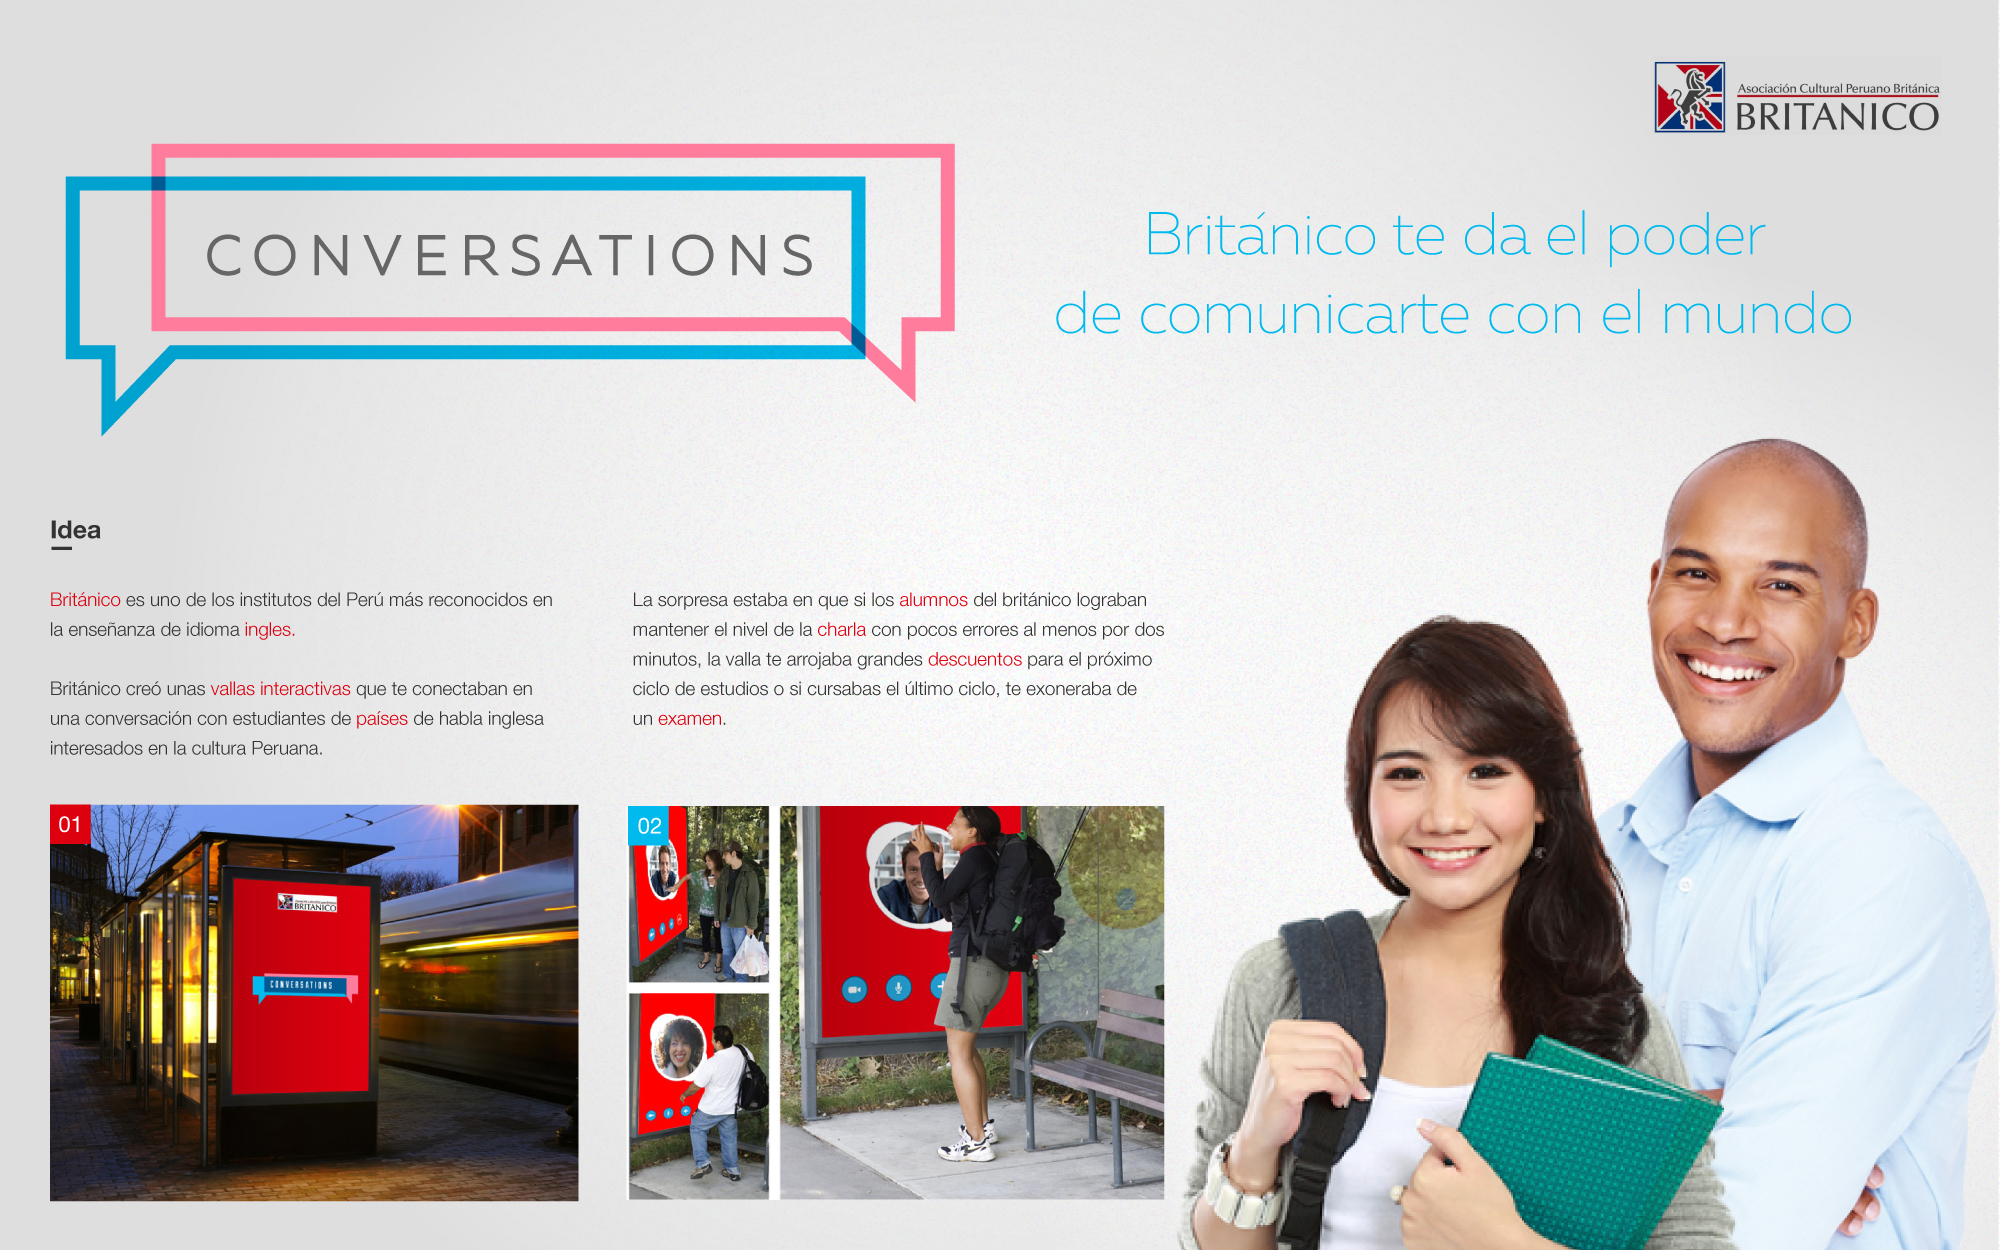 Asociación Cultural Peruano Británica
BRITANICO
CONVERSATIONS
Británico te da el poder
de comunicarte con el mundo
Idea
Británico es uno de los institutos del Perú más reconocidos en
la enseñanza de idioma ingles.
Británico creó unas vallas interactivas que te conectaban en
una conversación con estudiantes de países de habla inglesa
interesados en la cultura Peruana.
La sorpresa estaba en que si los alumnos del británico lograban
mantener el nivel de la charla con pocos errores al menos por dos
minutos, la valla te arrojaba grandes descuentos para el próximo
ciclo de estudios o si cursabas el último ciclo, te exoneraba de
un examen.
01
BRITANICO
CONVERSATIONS
02